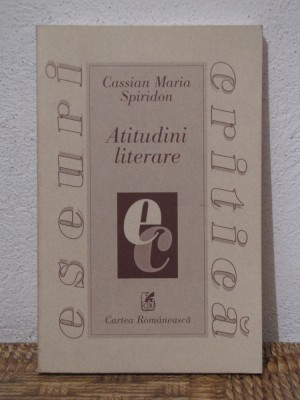 eseuri
critică
Cassian Maria
Spiridon
Atitudini
literare
ec
Cartea Românească